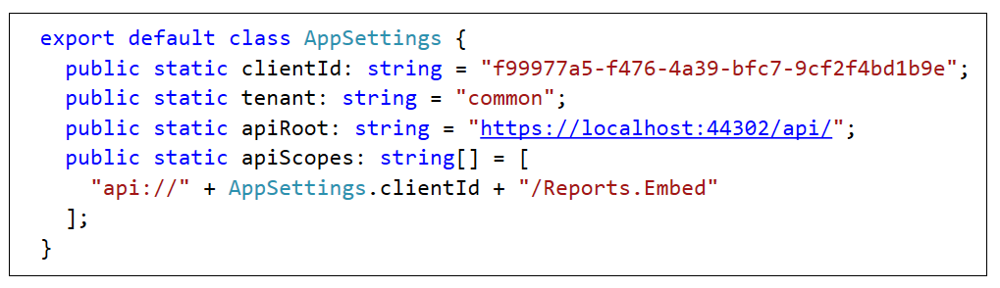 export default class AppSettings {
  public static clientId: string = "f99977a5-f476-4a39-bfc7-9cf2f4bd1b9e";
  public static tenant: string = "common";
  public static apiRoot: string = "https://localhost:44302/api/";
  public static apiScopes: string[] = [
    "api://" + AppSettings.clientId + "/Reports.Embed"
  ];
}